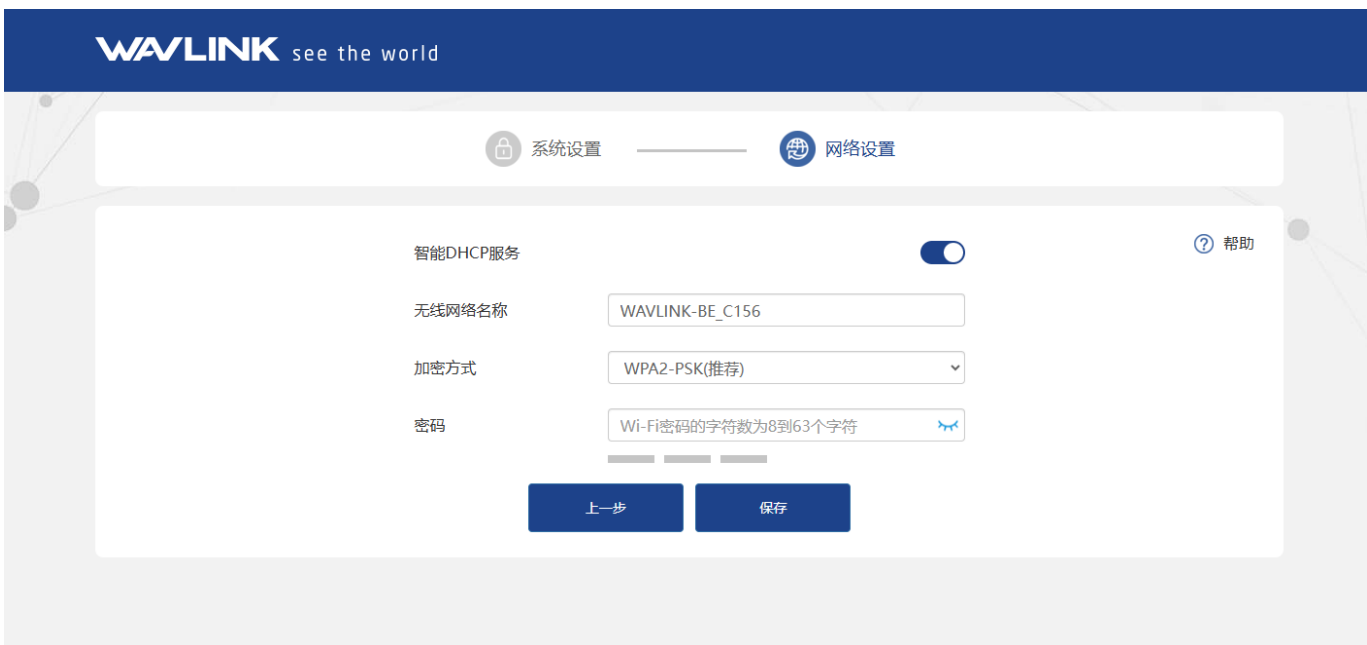 WAVLINK see the world
系统设置 网络设置
智能DHCP服务
? 帮助
无线网络名称 WAVLINK-BE_C156
加密方式 WPA2-PSK(推荐)
密码 Wi-Fi密码的字符数为8到63个字符
上一步 保存